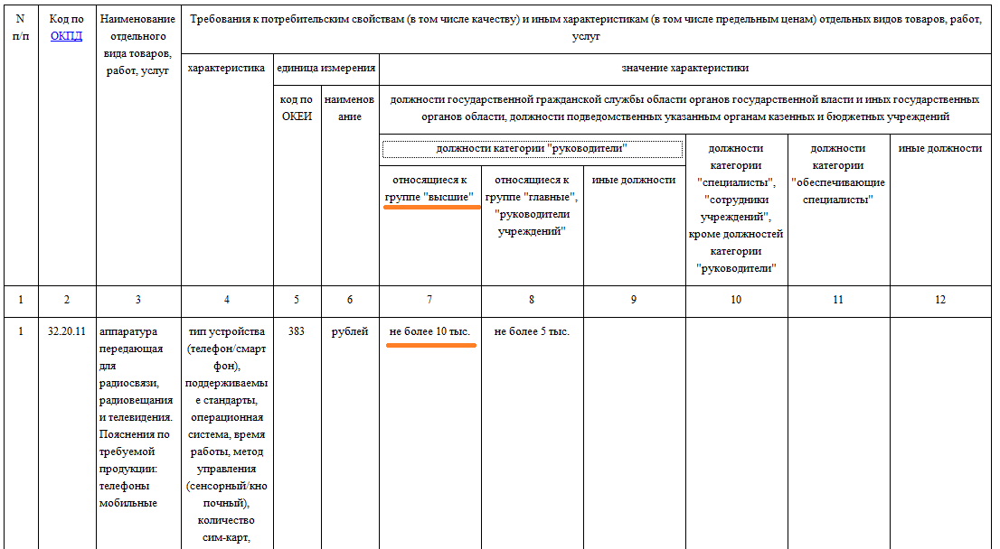 N
п/п
Код по
ОКПД
Наименование
отдельного
вида товаров,
работ, услуг
Требования к потребительским свойствам (в том числе качеству) и иным характеристикам (в том числе предельным ценам) отдельных видов товаров, работ,
услуг
характеристика
единица измерения
значение характеристики
код по
ОКЕИ
наименов
ание
должности государственной гражданской службы области органов государственной власти и иных государственных
органов области, должности подведомственных указанным органам казенных и бюджетных учреждений
должности категории "руководители"
должности
категории
"специалисты",
"сотрудники
учреждений",
кроме должностей
категории
"руководители"
должности
категории
"обеспечивающие
специалисты"
иные должности
относящиеся к
группе "высшие"
относящиеся к
группе "главные",
"руководители
учреждений"
иные должности
1
2
3
4
5
6
7
8
9
10
11
12
1
32.20.11
аппаратура
передающая
для
радиосвязи,
радиовещания
и телевидения.
Пояснения по
требуемой
продукции:
телефоны
мобильные
тип устройства
(телефон/смарт
фон),
поддерживаемы
е стандарты,
операционная
система, время
работы, метод
управления
(сенсорный/кно
почный),
количество
сим-карт,
383
рублей
не более 10 тыс.
не более 5 тыс.